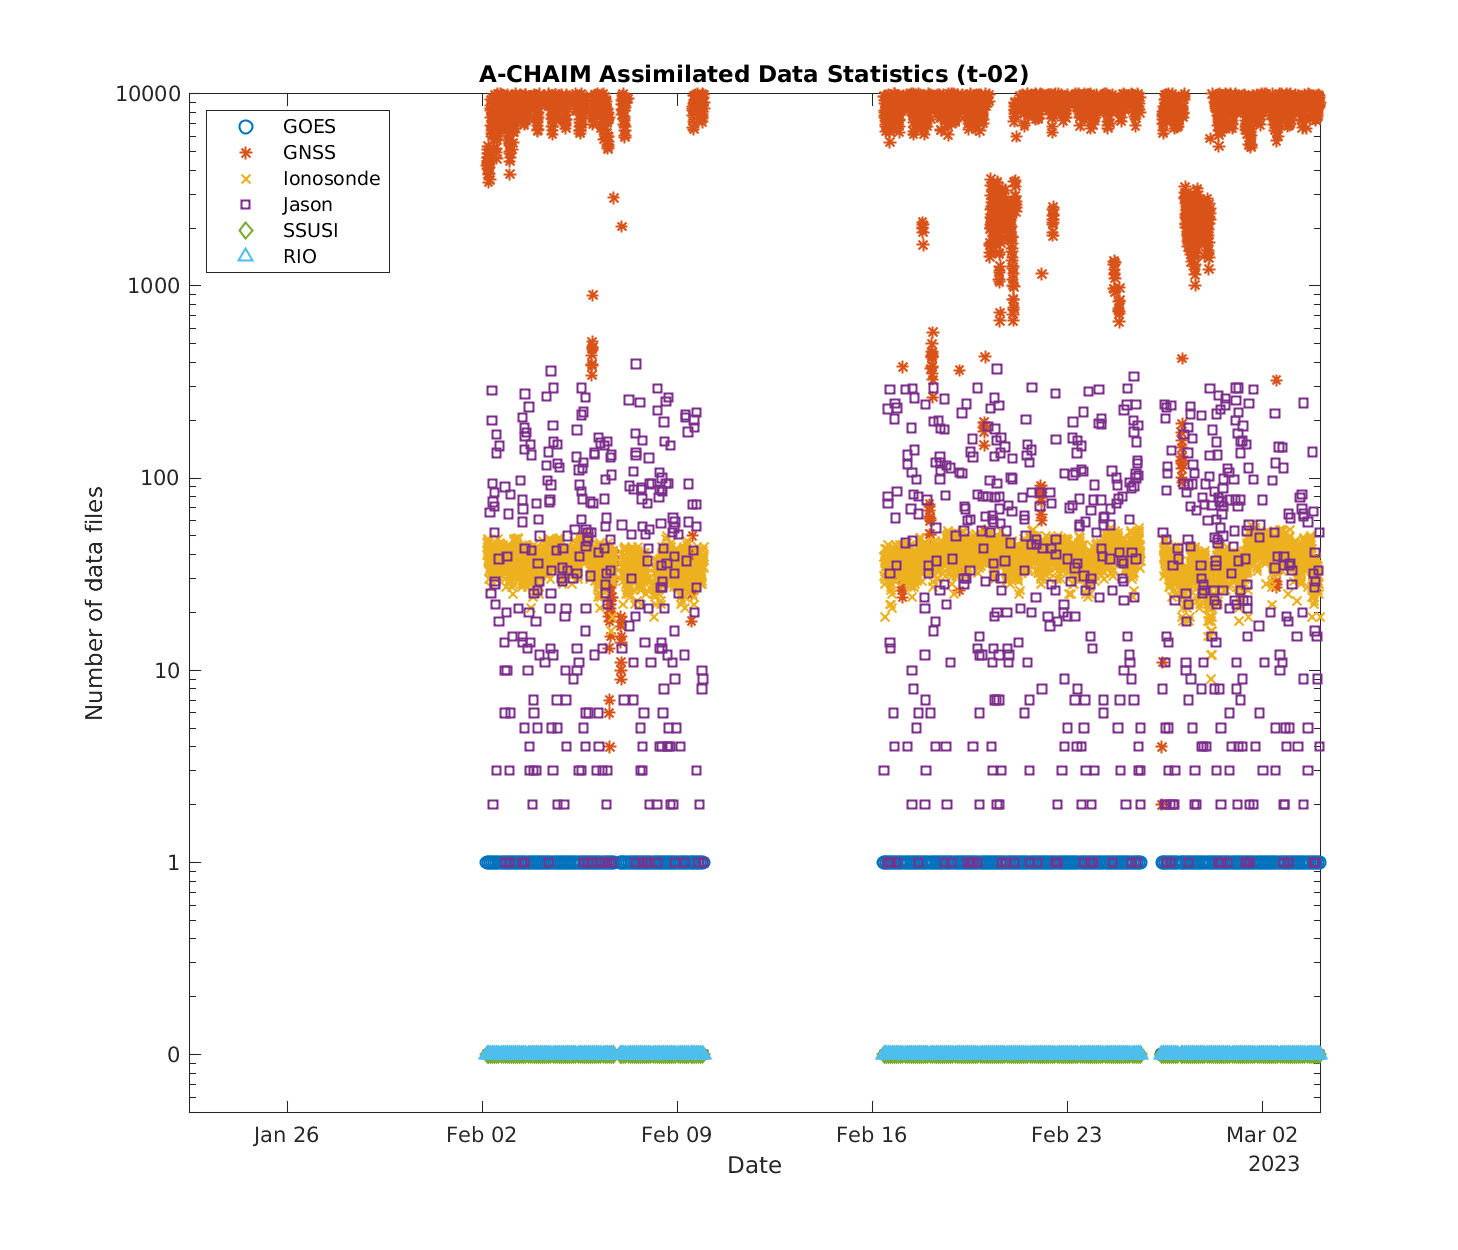 A-CHAIM Assimilated Data Statistics (t-02)
10000
1000
100
10
1
0
Number of data files
GOES
GNSS
Ionosonde
Jason
SSUSI
RIO
Jan 26
Feb 02
Feb 09
Feb 16
Feb 23
Mar 02
Date
2023